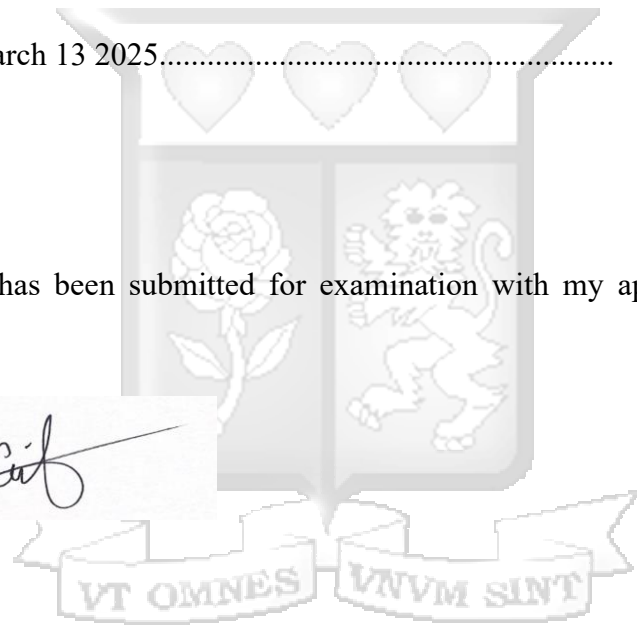 arch 13 2025..........................................................
has been submitted for examination with my ap
VT OMNES VNVM SINT